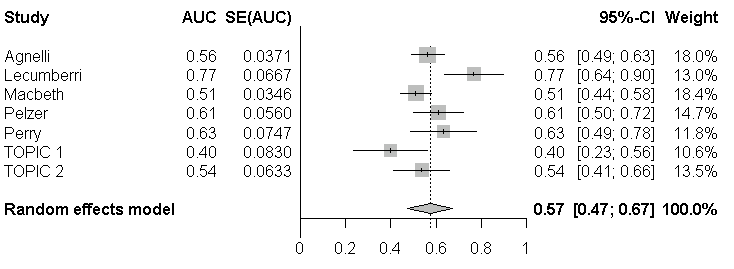 Study AUC SE(AUC) 95%-CI Weight
Agnelli 0.56 0.0371 0.56 [0.49; 0.63] 18.0%
Lecumberri 0.77 0.0667 0.77 [0.64; 0.90] 13.0%
Macbeth 0.51 0.0346 0.51 [0.44; 0.58] 18.4%
Pelzer 0.61 0.0560 0.61 [0.50; 0.72] 14.7%
Perry 0.63 0.0747 0.63 [0.49; 0.78] 11.8%
TOPIC 1 0.40 0.0830 0.40 [0.23; 0.56] 10.6%
TOPIC 2 0.54 0.0633 0.54 [0.41; 0.66] 13.5%
Random effects model 0.57 [0.47; 0.67] 100.0%
0 0.2 0.4 0.6 0.8 1